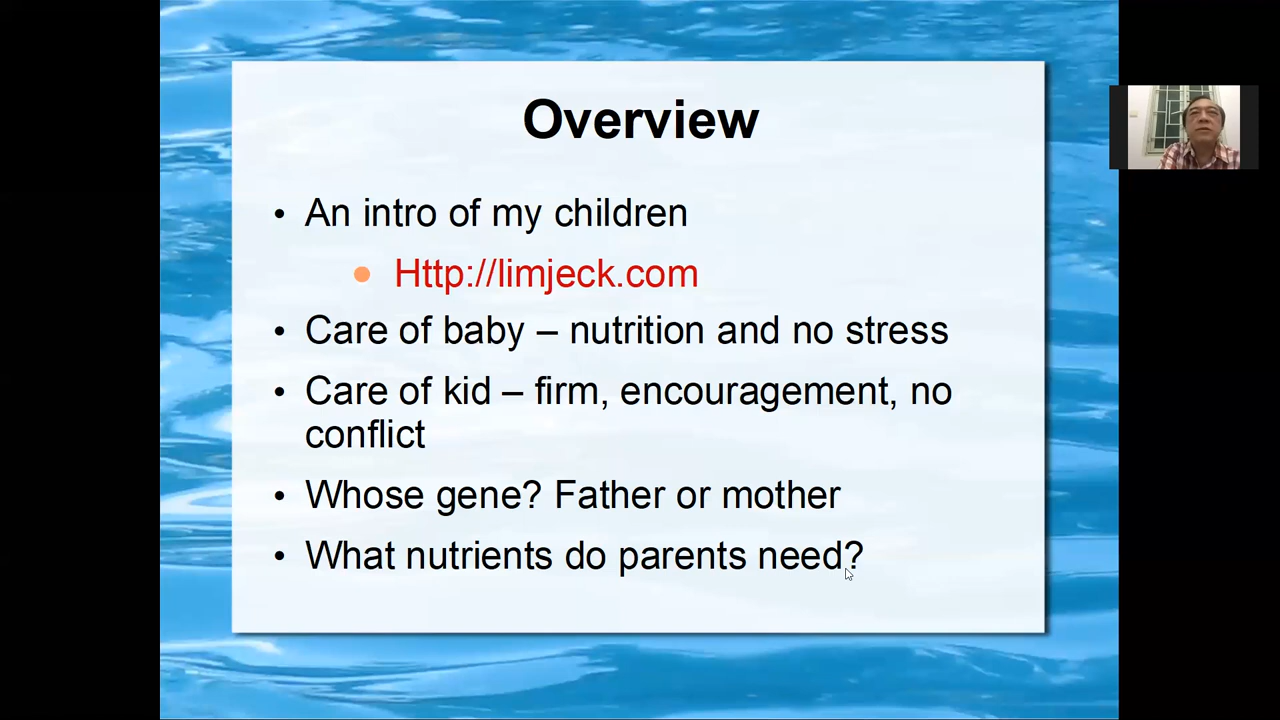 Overview
• An intro of my children
• Http://limjeck.com
• Care of baby – nutrition and no stress
• Care of kid – firm, encouragement, no
conflict
• Whose gene? Father or mother
• What nutrients do parents need?